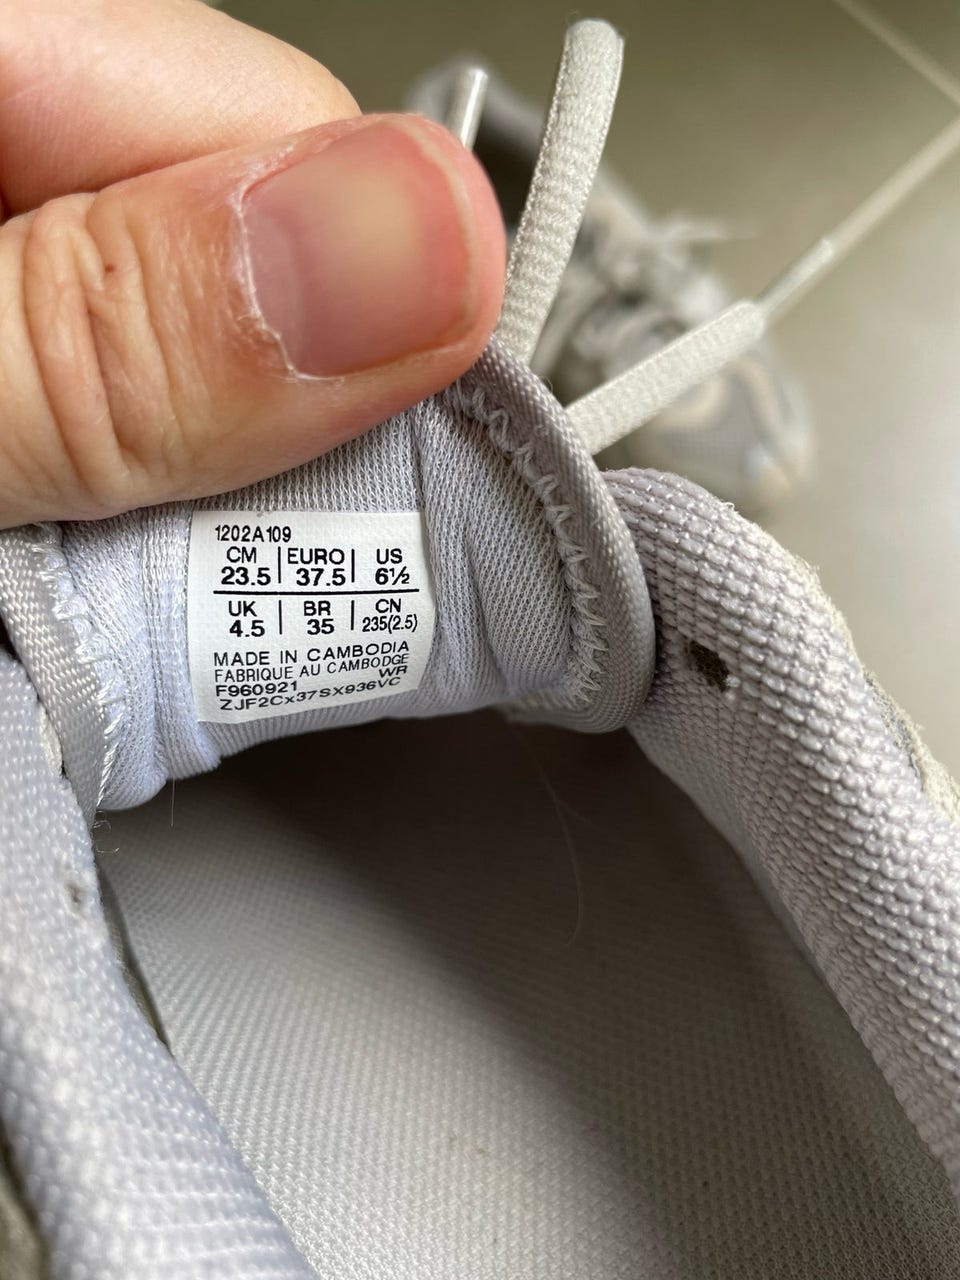 1202A109
CM | EURO | US
23.5 | 37.5 | 6½
UK | BR | CN
4.5 | 35 | 235(2.5)
MADE IN CAMBODIA
FABRIQUE AU CAMBODGE
F960921 WR
ZJF2Cx37SX936VC